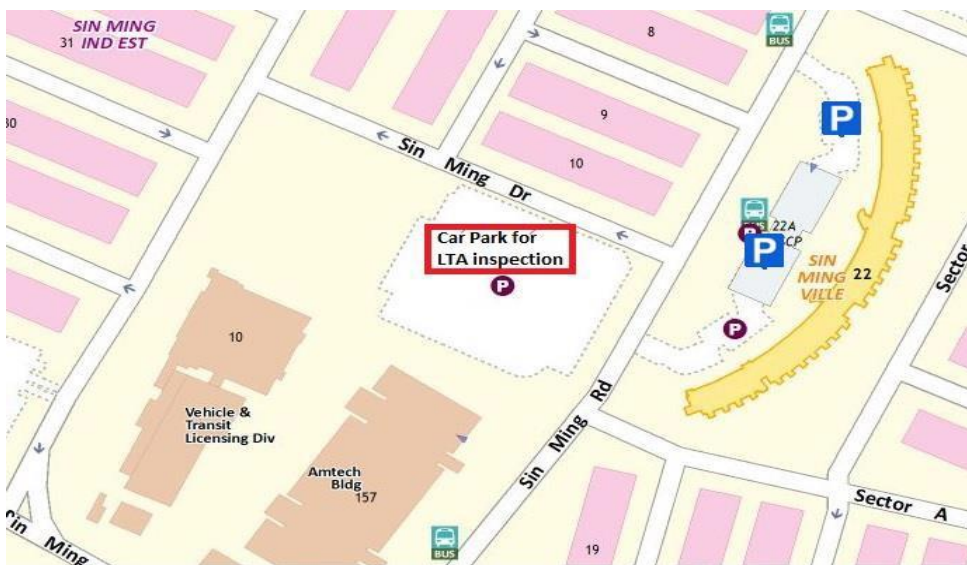 SIN MING
IND EST
31
8
BUS
30
9
10
Sin Ming Dr
P
Car Park for
LTA inspection
P
BUS 22A
P
P
SIN
MING
VILLE
22
Sector
P
10
Vehicle &
Transit
Licensing Div
Sin Ming Rd
Amtech
Bldg
157
Sector A
Sin Ming
BUS
19